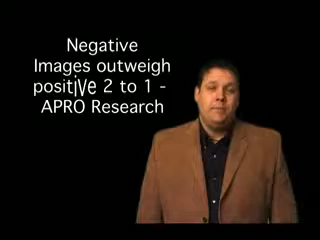 Negative
Images outweigh
positive 2 to 1 -
APRO Research